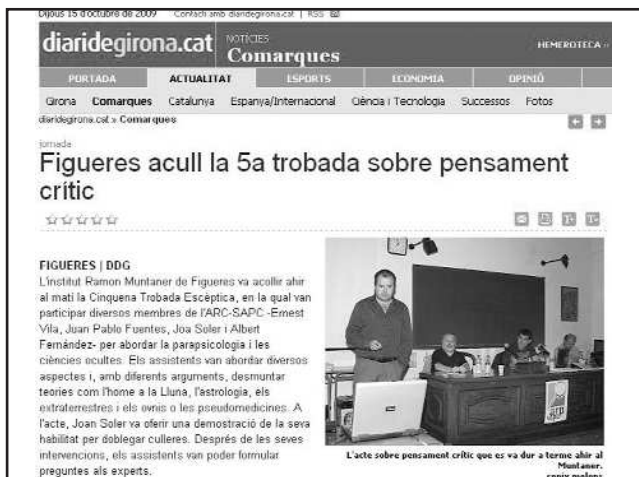 Dijous 15 d'octubre de 2009 Contacti amb diaridegirona.cat | RSS
diaridegirona.cat
NOTÍCIES
Comarques
HEMEROTECA »
PORTADA ACTUALITAT ESPORTS ECONOMIA OPINIÓ
Girona Comarques Catalunya Espanya/Internacional Ciència i Tecnologia Successos Fotos
diaridegirona.cat » Comarques
jornada
Figueres acull la 5a trobada sobre pensament
crític
FIGUERES | DDG
L'institut Ramon Muntaner de Figueres va acollir ahir
al matí la Cinquena Trobada Escèptica, en la qual van
participar diversos membres de l'ARC-SAPC -Ernest
Vila, Juan Pablo Fuentes, Joa Soler i Albert
Fernández- per abordar la parapsicologia i les
ciències ocultes. Els assistents van abordar diversos
aspectes i, amb diferents arguments, desmuntar
teories com l'home a la Lluna, l'astrologia, els
extraterrestres i els ovnis o les pseudomedicines. A
l'acte, Joan Soler va oferir una demostració de la seva
habilitat per doblegar culleres. Després de les seves
intervencions, els assistents van poder formular
preguntes als experts.
L'acte sobre pensament crític que es va dur a terme ahir al
Muntaner.